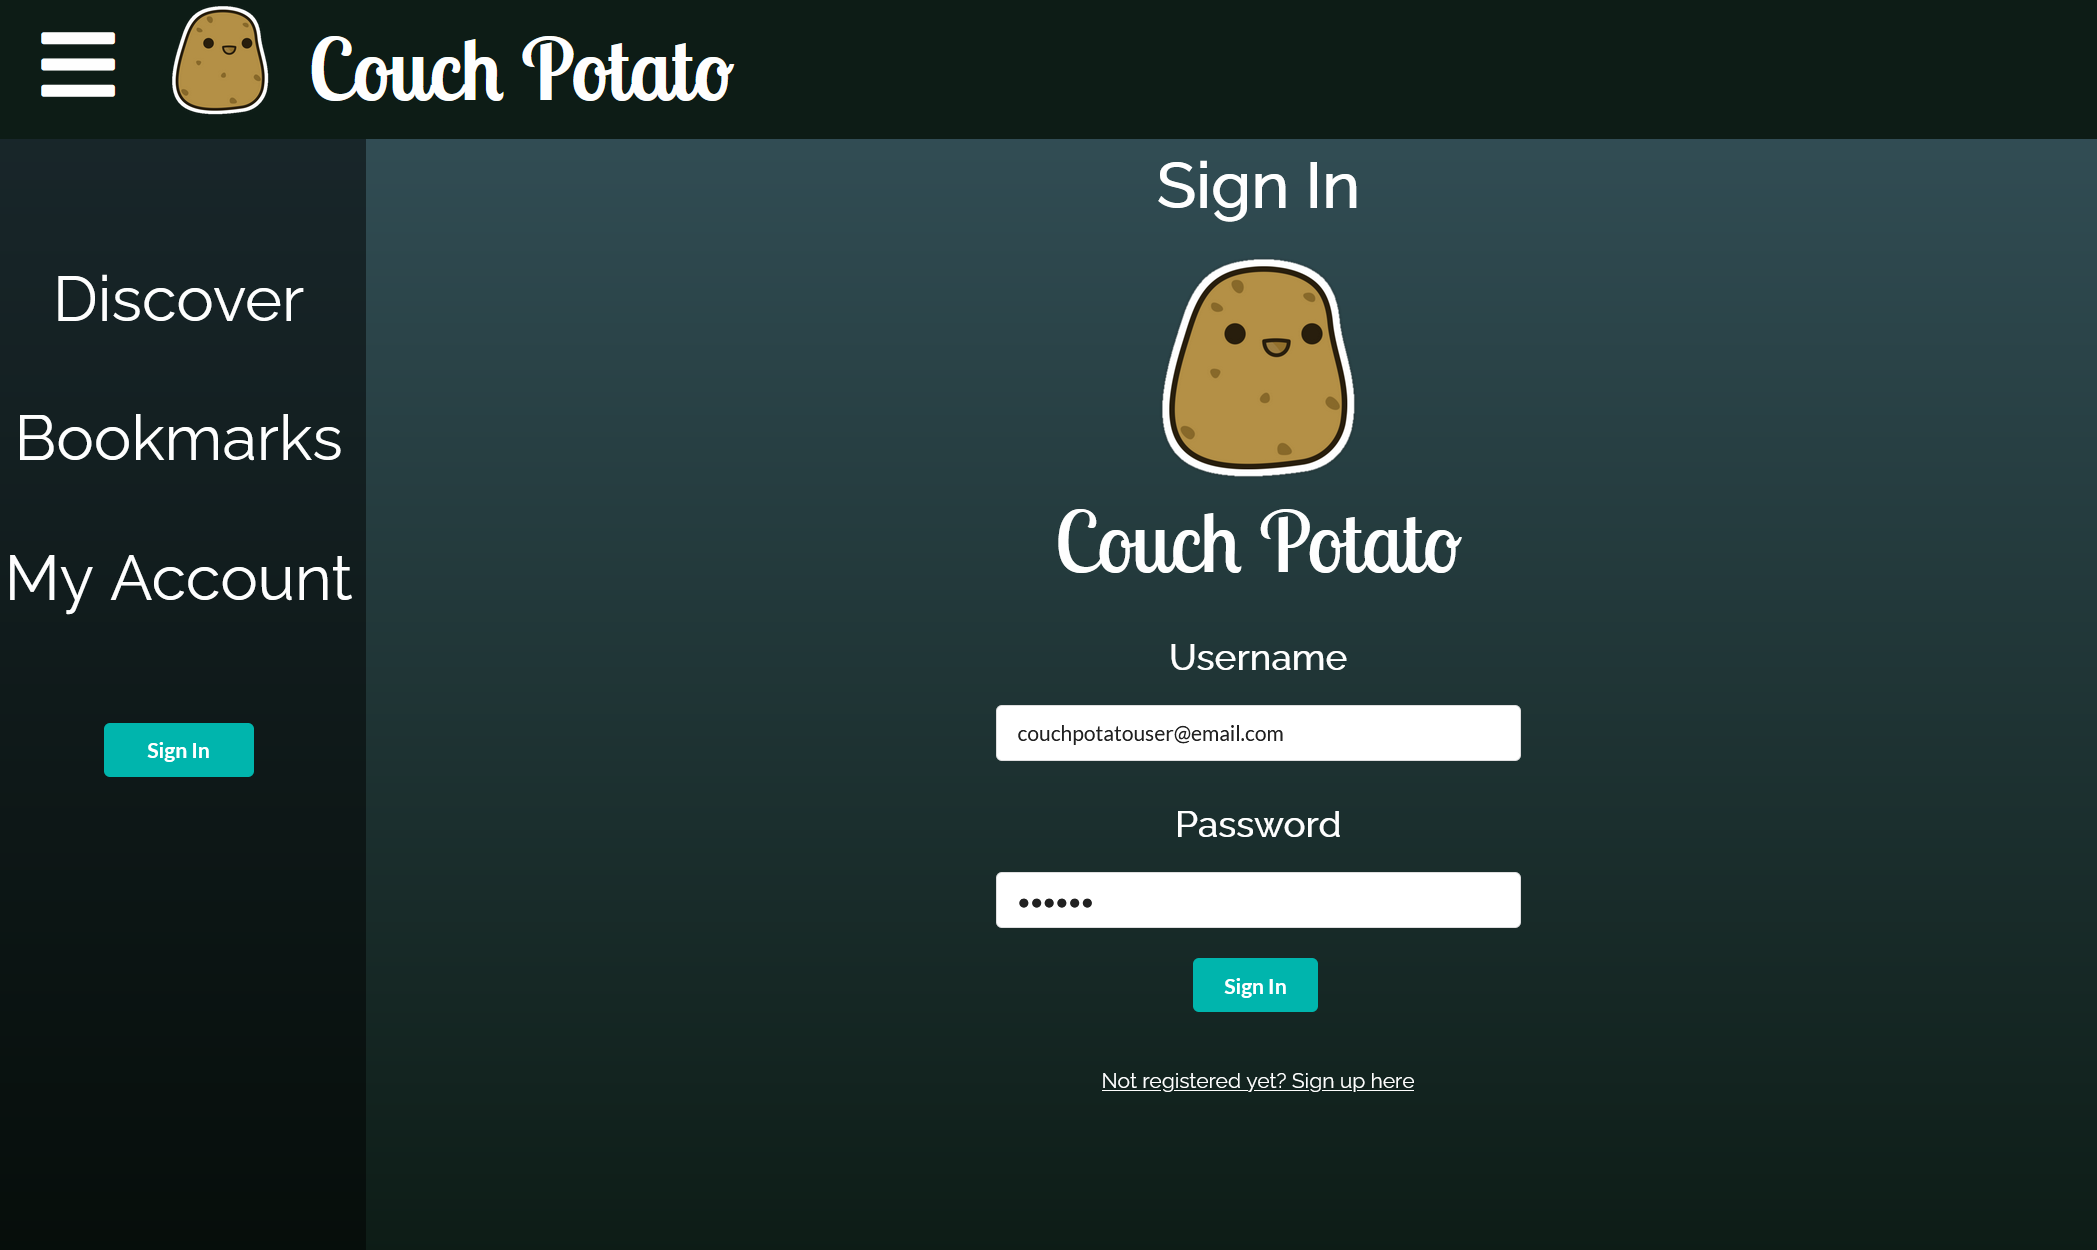 Couch Potato
Discover
Bookmarks
My Account
Sign In
Sign In
Couch Potato
Username
couchpotatouser@email.com
Password
••••••
Sign In
Not registered yet? Sign up here